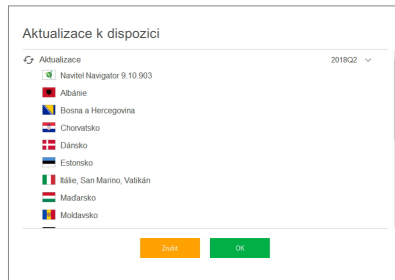 Aktualizace k dispozici
Aktualizace 2018Q2
Navitel Navigator 9.10.903
Albánie
Bosna a Hercegovina
Chorvatsko
Dánsko
Estonsko
Itálie, San Marino, Vatikán
Maďarsko
Moldavsko
Zrušit OK